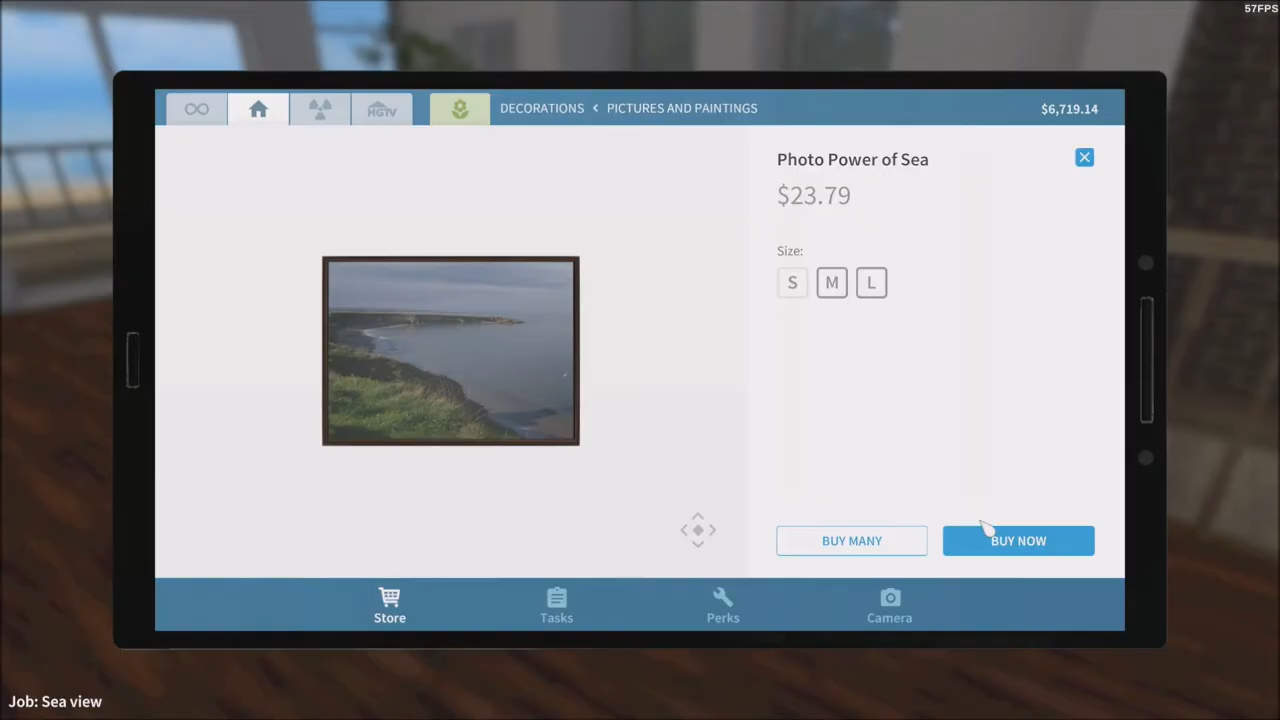 57FPS
HGTV
DECORATIONS < PICTURES AND PAINTINGS
$6,719.14
Photo Power of Sea
$23.79
Size:
S M L
BUY MANY
BUY NOW
Store
Tasks
Perks
Camera
Job: Sea view